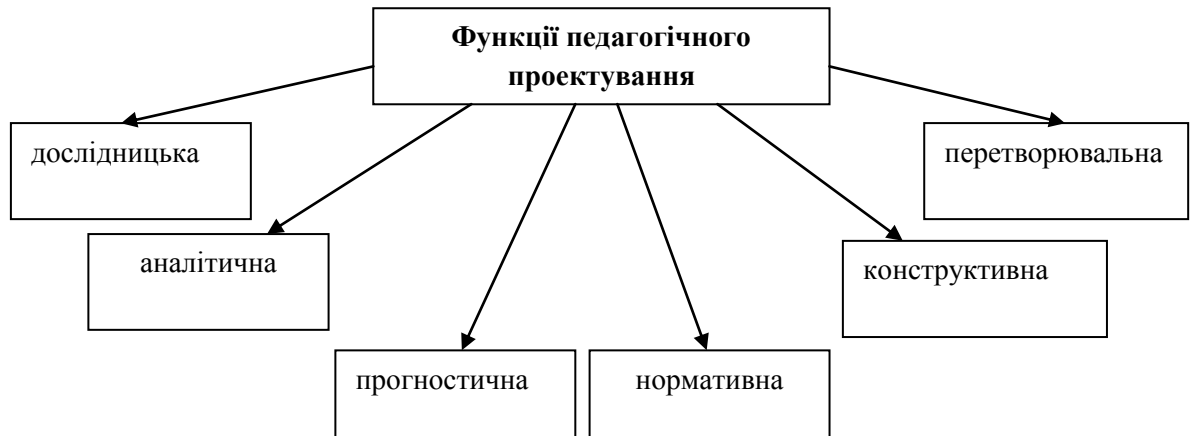 Функції педагогічного
проектування
дослідницька
перетворювальна
аналітична
конструктивна
прогностична
нормативна